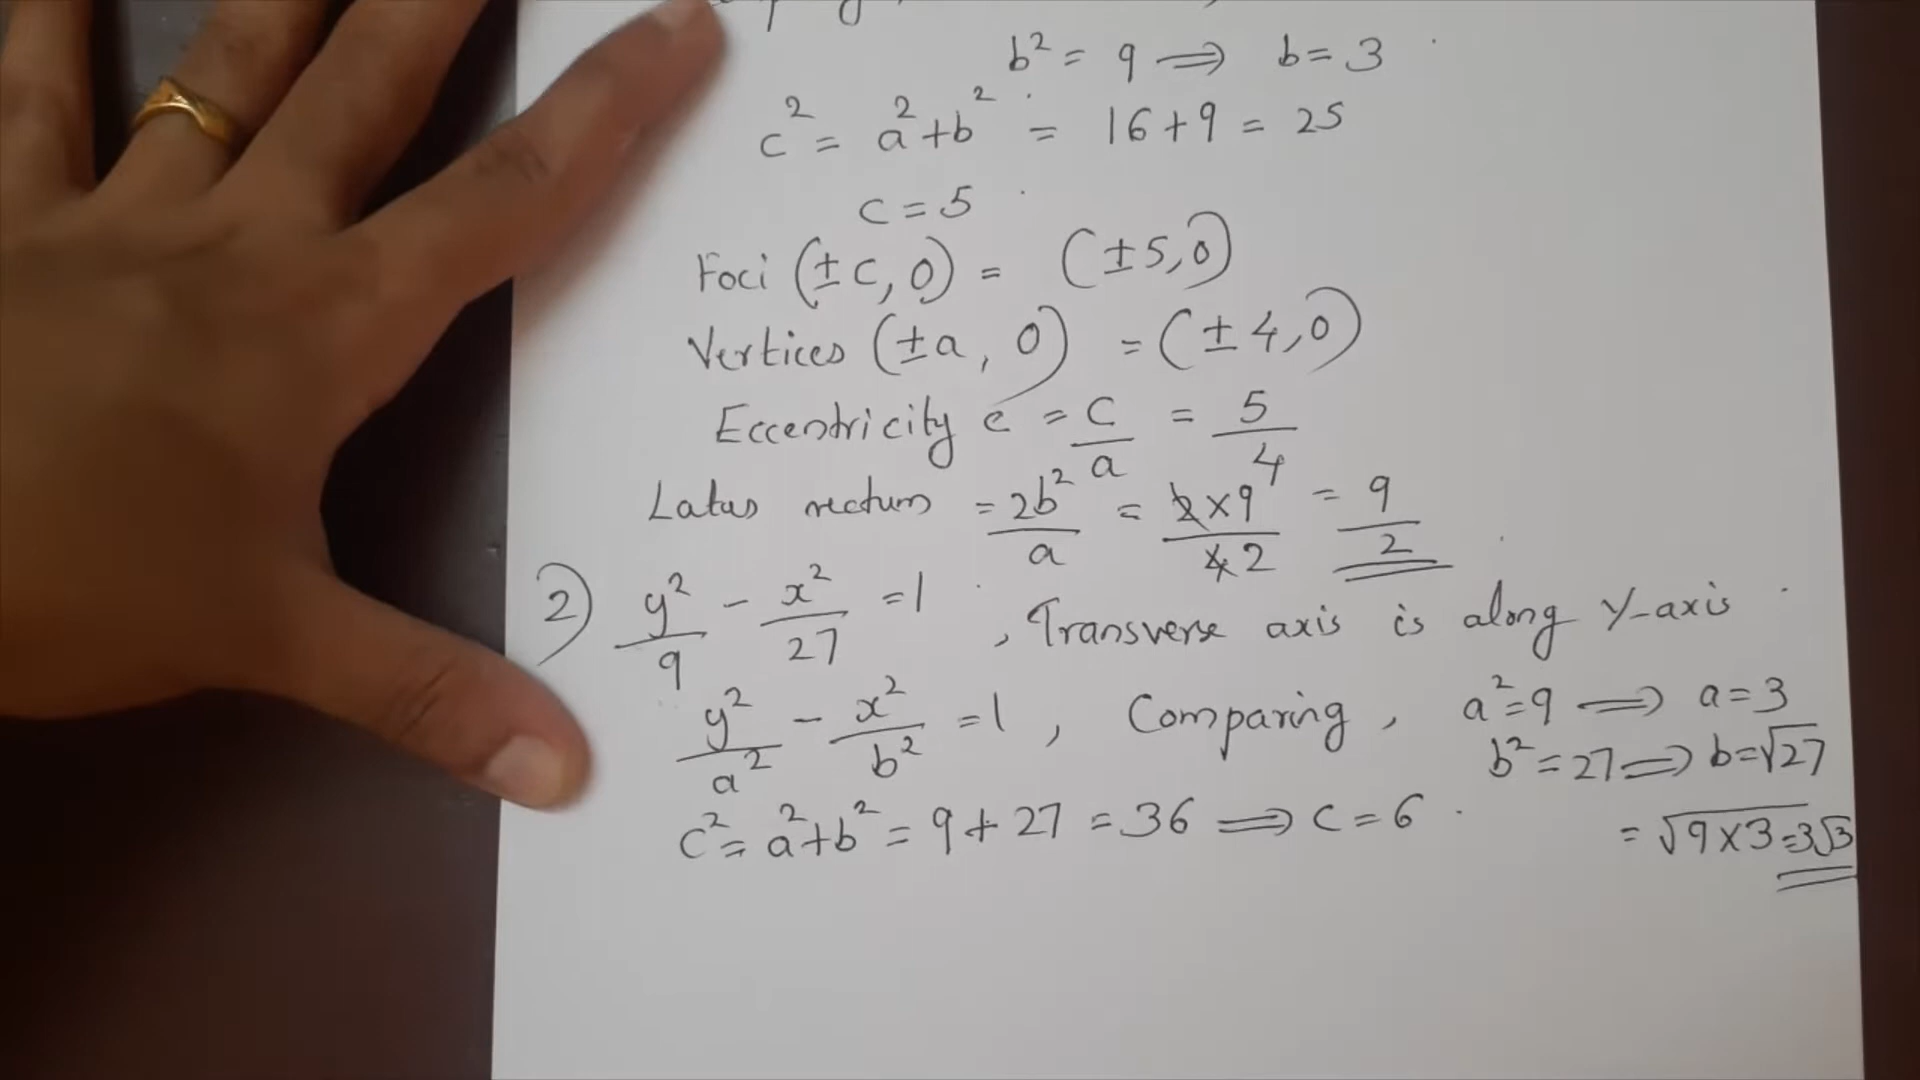 b² = 9 ⟹ b = 3
c² = a² + b² = 16 + 9 = 25
c = 5
Foci (± c, 0) = (± 5, 0)
Vertices (± a, 0) = (± 4, 0)
Eccentricity e = c/a = 5/4
Latus rectum = 2b²/a = 2×9/4 2 = 9/2
2) y²/9 − x²/27 = 1, Transverse axis is along Y-axis
y²/a² − x²/b² = 1, Comparing, a² = 9 ⟹ a = 3
b² = 27 ⟹ b = √27
= √9×3 = 3√3
c² = a² + b² = 9 + 27 = 36 ⟹ c = 6